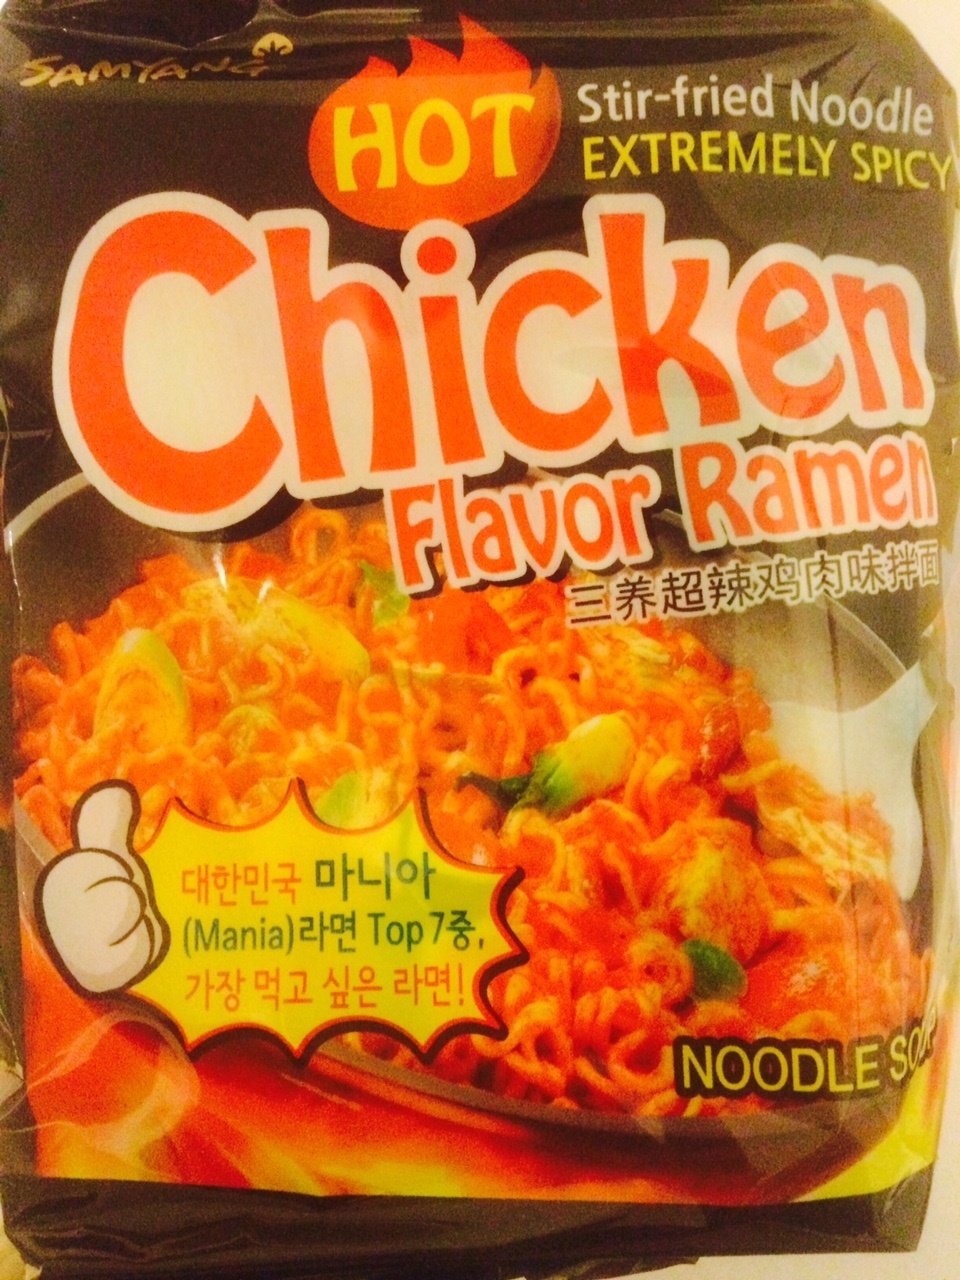 SAMYANG
HOT
Stir-fried Noodle
EXTREMELY SPICY
Chicken
Flavor Ramen
三养超辣鸡肉味拌面
대한민국 마니아
(Mania)라면 Top 7중,
가장 먹고 싶은 라면!
NOODLE SOUP